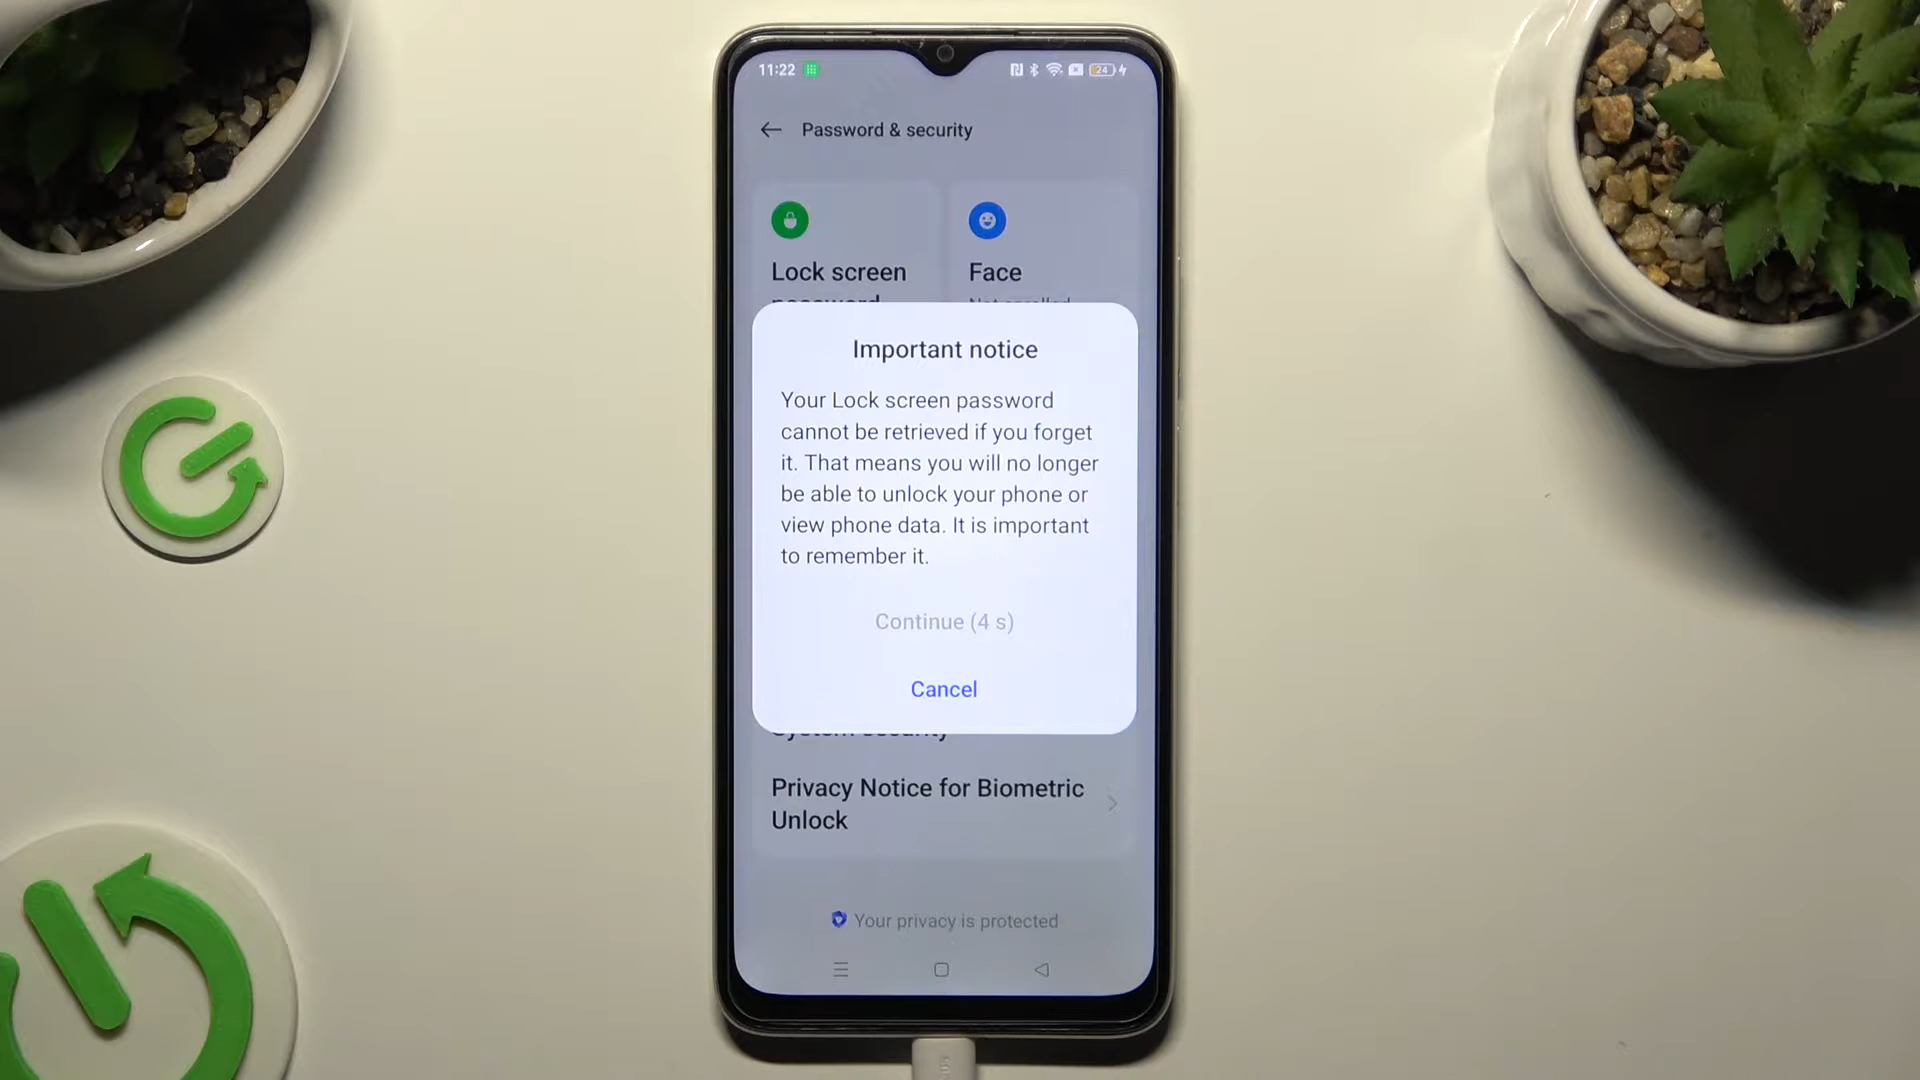 11:22
24
Password & security
Lock screen
password
Face
Not enrolled
Important notice
Your Lock screen password
cannot be retrieved if you forget
it. That means you will no longer
be able to unlock your phone or
view phone data. It is important
to remember it.
Continue (4 s)
Cancel
System security
Privacy Notice for Biometric
Unlock
Your privacy is protected